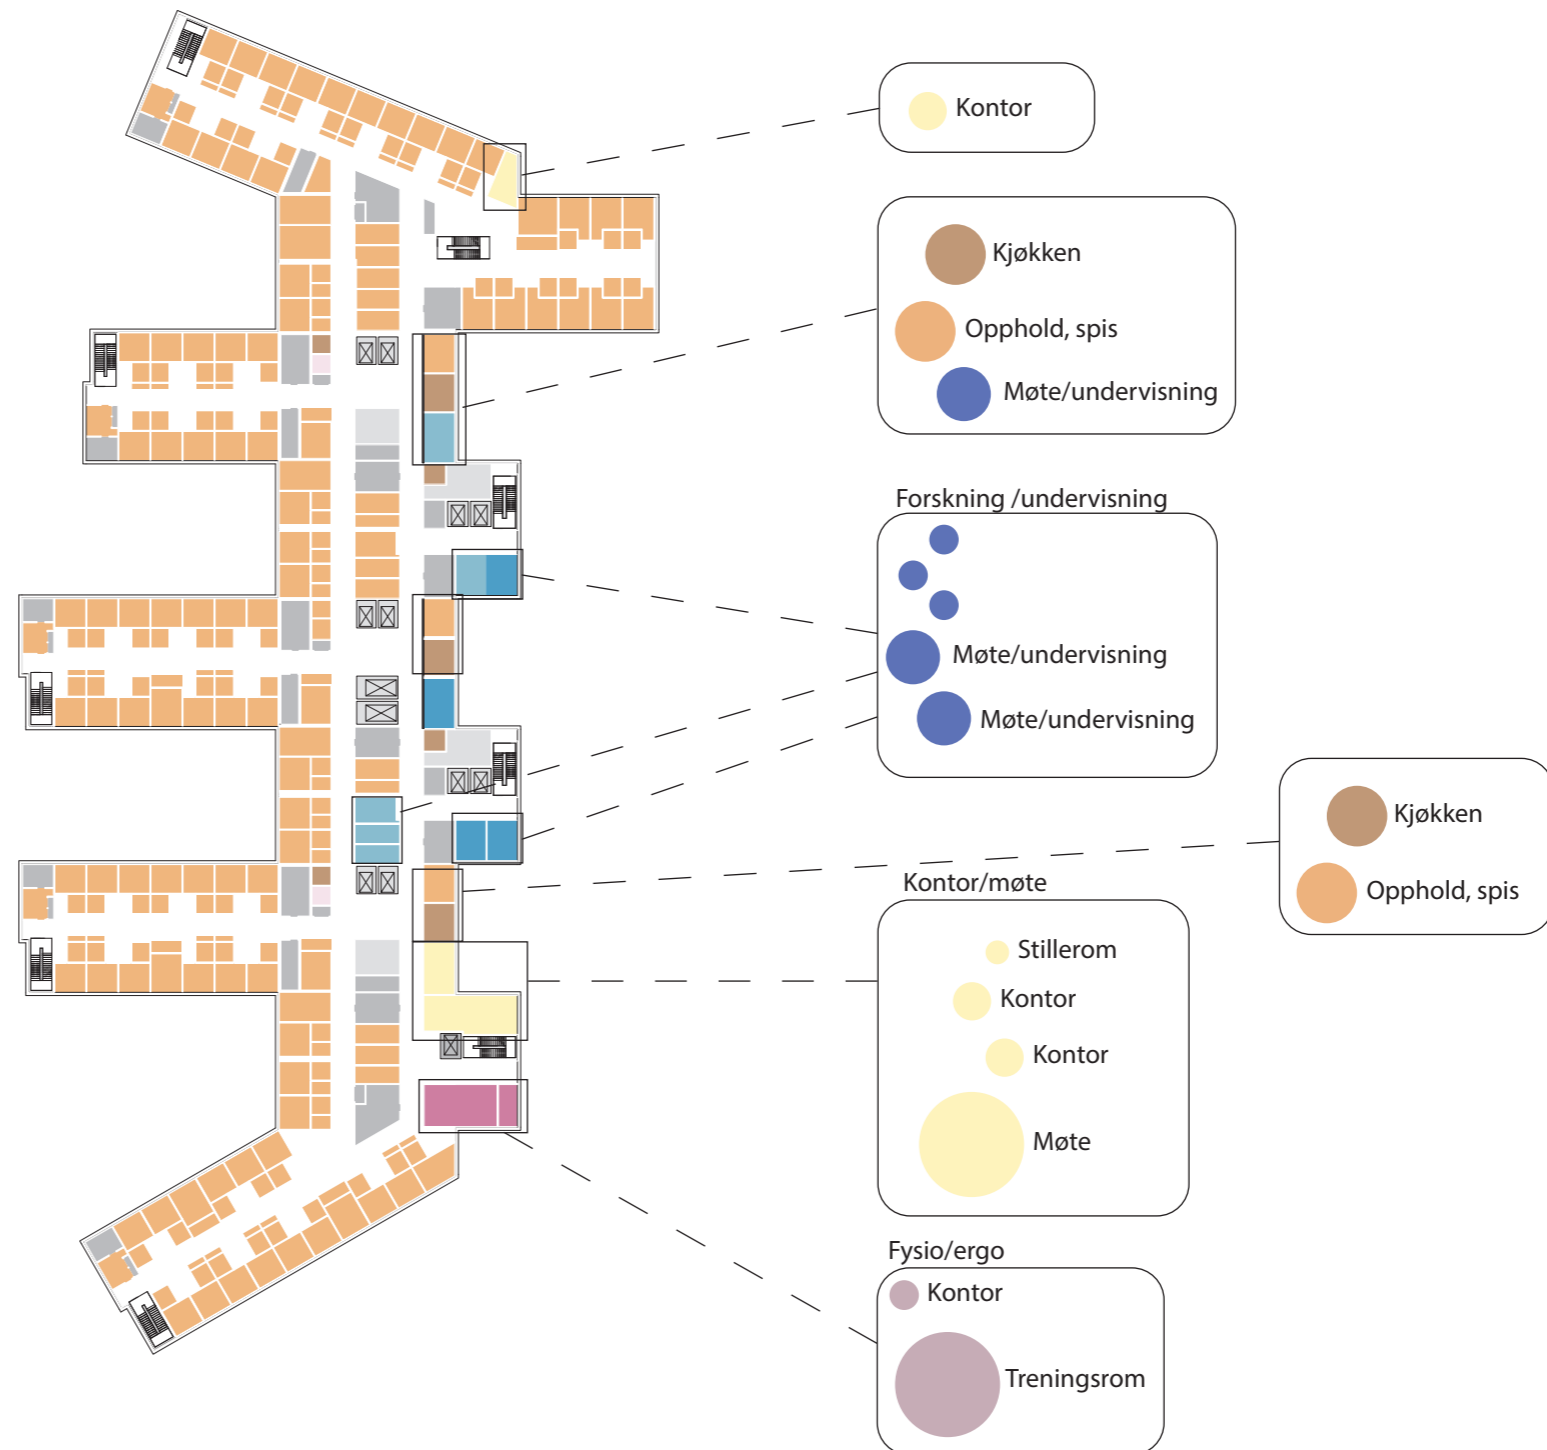 Kontor
Kjøkken
Opphold, spis
Møte/undervisning
Forskning /undervisning
Møte/undervisning
Møte/undervisning
Kjøkken
Opphold, spis
Kontor/møte
Stillerom
Kontor
Kontor
Møte
Fysio/ergo
Kontor
Treningsrom